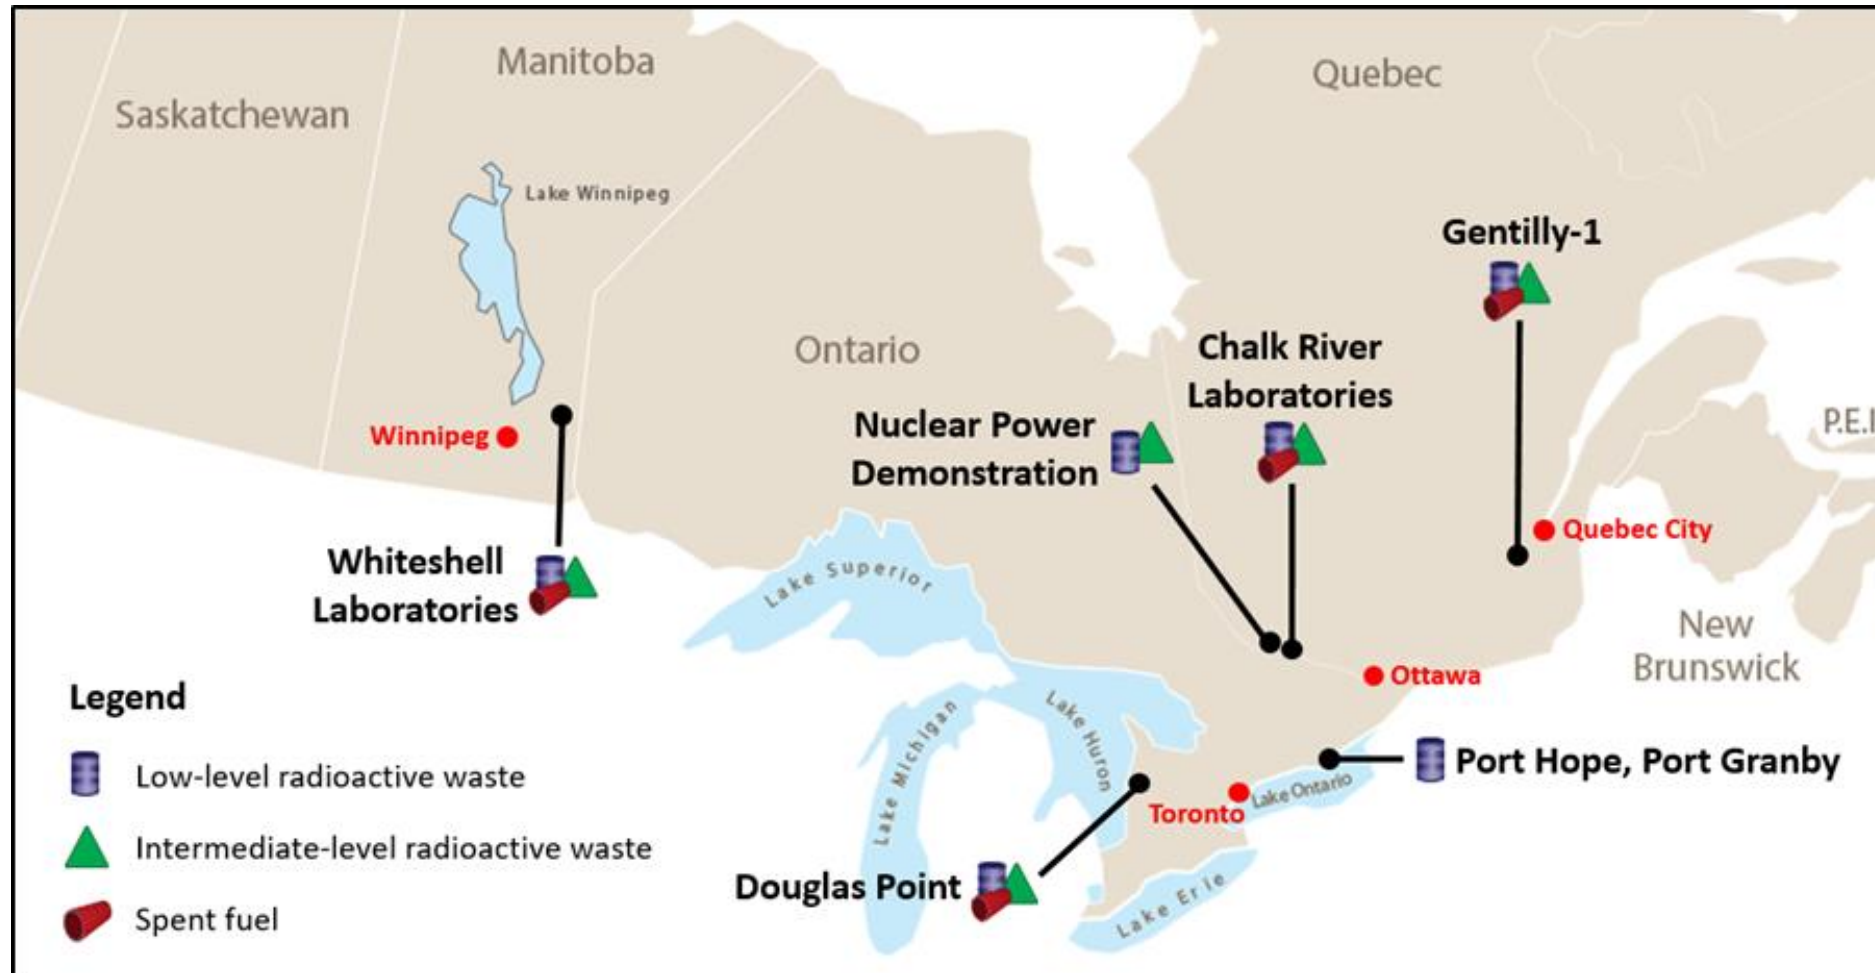 Manitoba
Saskatchewan
Quebec
Lake Winnipeg
Gentilly-1
Ontario
Chalk River
Laboratories
Nuclear Power
Demonstration
P.E.I
Winnipeg
Quebec City
Whiteshell
Laboratories
Lake Superior
New
Brunswick
Ottawa
Legend
Low-level radioactive waste
Intermediate-level radioactive waste
Spent fuel
Lake Michigan
Lake Huron
Port Hope, Port Granby
Toronto
Lake Ontario
Douglas Point
Lake Erie